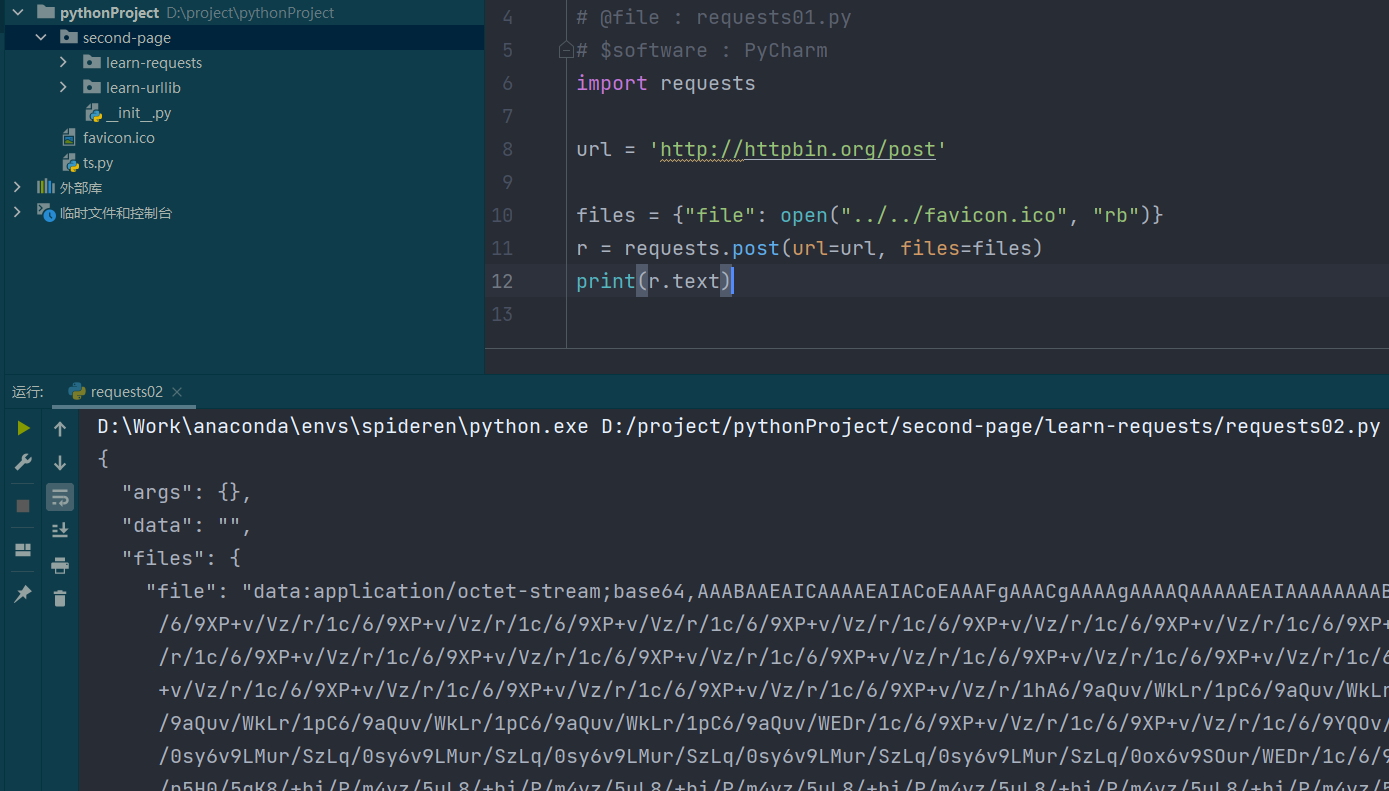 pythonProject D:\project\pythonProject
second-page
learn-requests
learn-urllib
__init__.py
favicon.ico
ts.py
外部库
临时文件和控制台
4 # @file : requests01.py
5 # $software : PyCharm
6 import requests
7
8 url = 'http://httpbin.org/post'
9
10 files = {"file": open("../../favicon.ico", "rb")}
11 r = requests.post(url=url, files=files)
12 print(r.text)
13
运行: requests02
D:\Work\anaconda\envs\spideren\python.exe D:/project/pythonProject/second-page/learn-requests/requests02.py
{
"args": {},
"data": "",
"files": {
"file": "data:application/octet-stream;base64,AAABAAEAICAAAAEAIACoEAAAFgAAACgAAAAgAAAAQAAAAAEAIAAAAAAAAB
/6/9XP+v/Vz/r/1c/6/9XP+v/Vz/r/1c/6/9XP+v/Vz/r/1c/6/9XP+v/Vz/r/1c/6/9XP+v/Vz/r/1c/6/9XP+v/Vz/r/1c/6/9XP+
/r/1c/6/9XP+v/Vz/r/1c/6/9XP+v/Vz/r/1c/6/9XP+v/Vz/r/1c/6/9XP+v/Vz/r/1c/6/9XP+v/Vz/r/1c/6/9XP+v/Vz/r/1c/6
+v/Vz/r/1c/6/9XP+v/Vz/r/1c/6/9XP+v/Vz/r/1c/6/9XP+v/Vz/r/1c/6/9XP+v/Vz/r/1hA6/9aQuv/WkLr/1pC6/9aQuv/WkLr
/9aQuv/WkLr/1pC6/9aQuv/WkLr/1pC6/9aQuv/WkLr/1pC6/9aQuv/WEDr/1c/6/9XP+v/Vz/r/1c/6/9XP+v/Vz/r/1c/6/9YQOv/
/0sy6v9LMur/SzLq/0sy6v9LMur/SzLq/0sy6v9LMur/SzLq/0sy6v9LMur/SzLq/0sy6v9LMur/SzLq/0ox6v9SOur/WEDr/1c/6/9